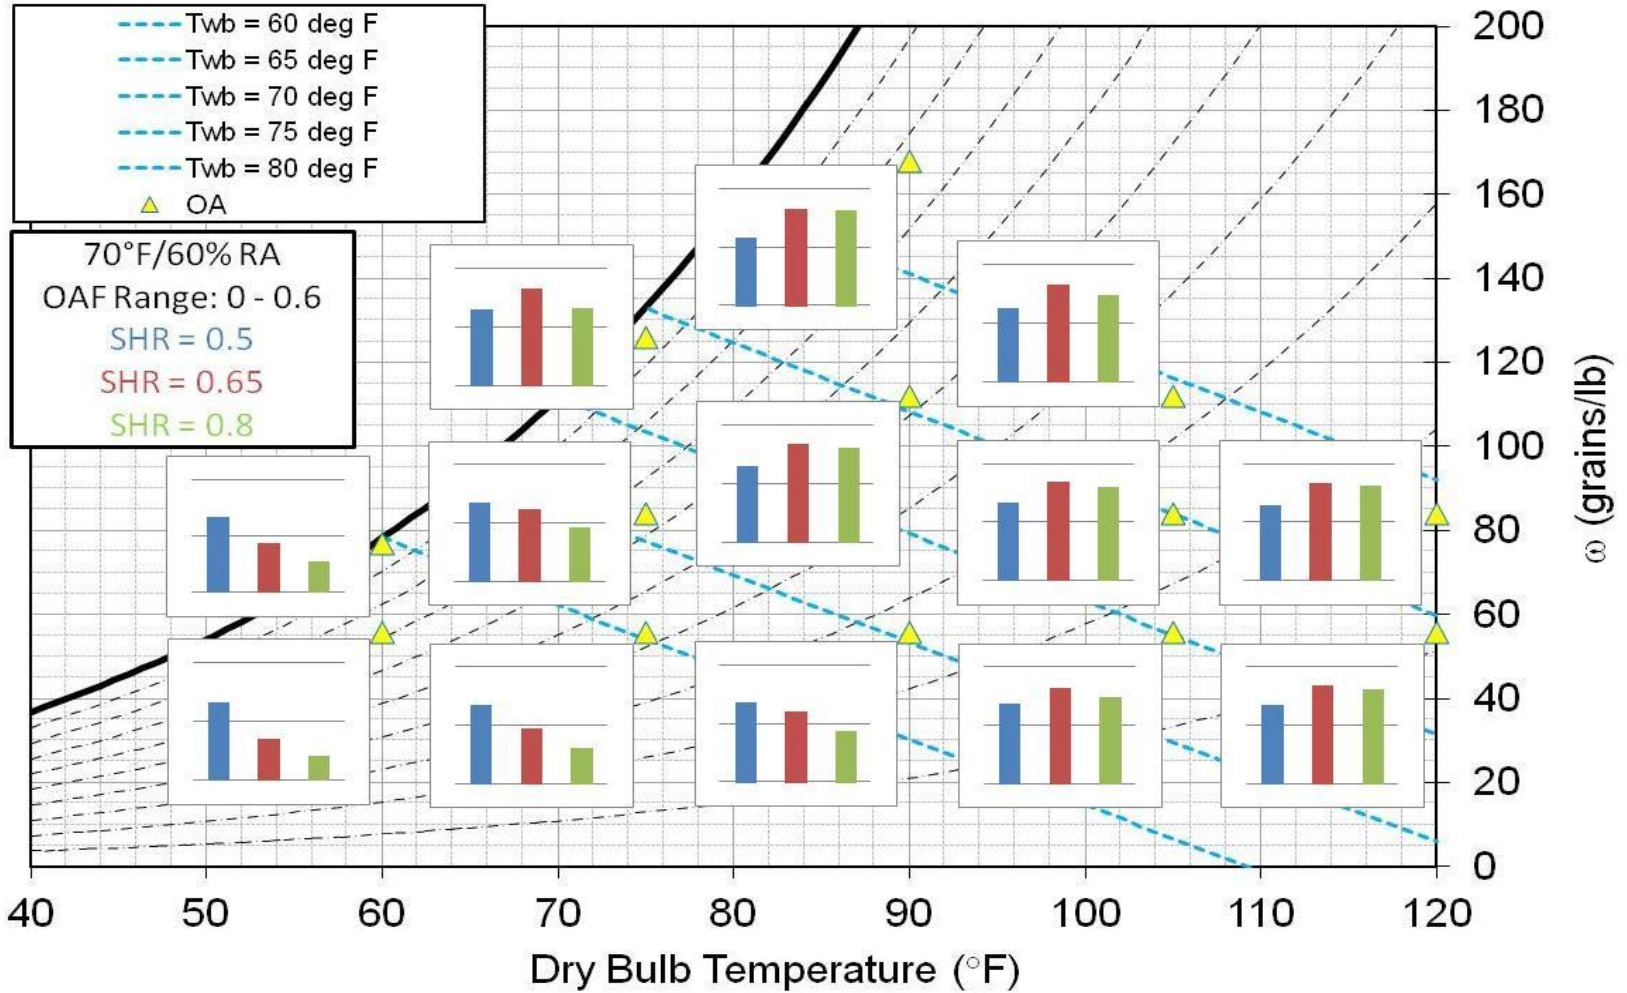 Twb = 60 deg F
Twb = 65 deg F
Twb = 70 deg F
Twb = 75 deg F
Twb = 80 deg F
OA
70°F/60% RA
OAF Range: 0 - 0.6
SHR = 0.5
SHR = 0.65
SHR = 0.8
200
180
160
140
120
100
80
60
40
20
0
ω (grains/lb)
40 50 60 70 80 90 100 110 120
Dry Bulb Temperature (°F)